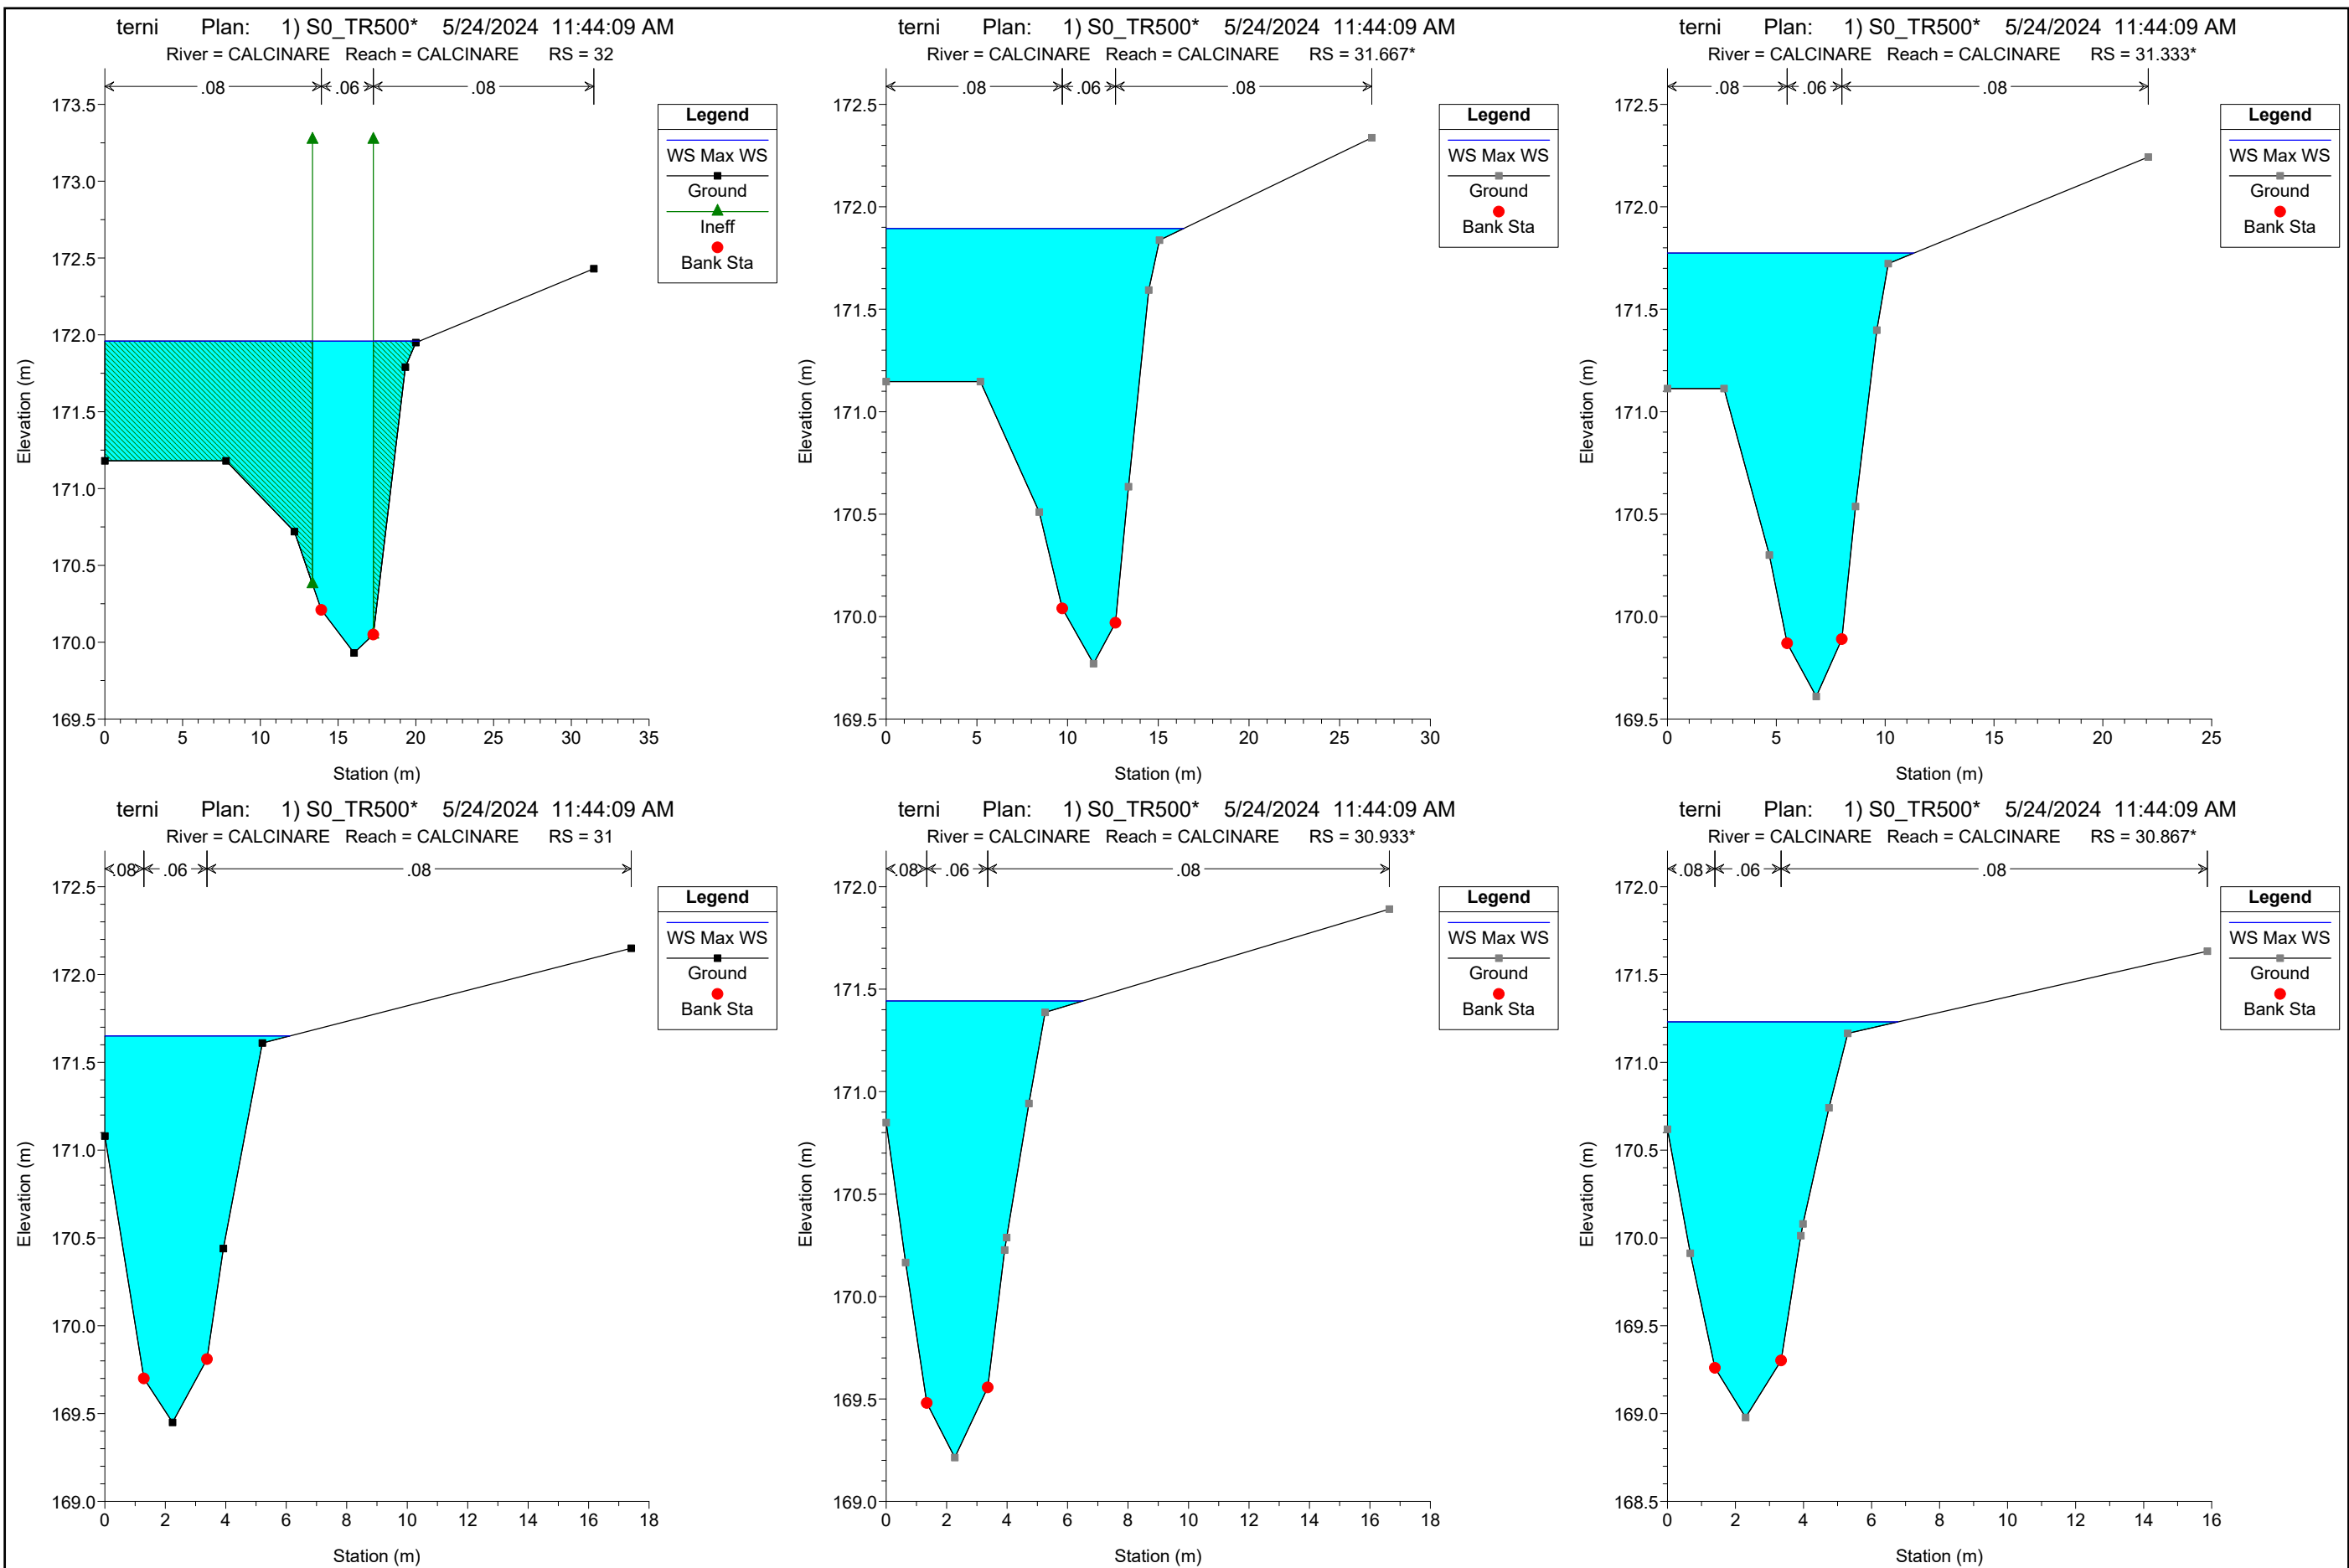 terni Plan: 1) S0_TR500* 5/24/2024 11:44:09 AM
River = CALCINARE Reach = CALCINARE RS = 32
.08 .06 .08
173.5
173.0
172.5
172.0
171.5
171.0
170.5
170.0
169.5
0 5 10 15 20 25 30 35
Elevation (m)
Station (m)
Legend
WS Max WS
Ground
Ineff
Bank Sta
terni Plan: 1) S0_TR500* 5/24/2024 11:44:09 AM
River = CALCINARE Reach = CALCINARE RS = 31.667*
.08 .06 .08
172.5
172.0
171.5
171.0
170.5
170.0
169.5
0 5 10 15 20 25 30
Elevation (m)
Station (m)
Legend
WS Max WS
Ground
Bank Sta
terni Plan: 1) S0_TR500* 5/24/2024 11:44:09 AM
River = CALCINARE Reach = CALCINARE RS = 31.333*
.08 .06 .08
172.5
172.0
171.5
171.0
170.5
170.0
169.5
0 5 10 15 20 25
Elevation (m)
Station (m)
Legend
WS Max WS
Ground
Bank Sta
terni Plan: 1) S0_TR500* 5/24/2024 11:44:09 AM
River = CALCINARE Reach = CALCINARE RS = 31
.08 .06 .08
172.5
172.0
171.5
171.0
170.5
170.0
169.5
169.0
0 2 4 6 8 10 12 14 16 18
Elevation (m)
Station (m)
Legend
WS Max WS
Ground
Bank Sta
terni Plan: 1) S0_TR500* 5/24/2024 11:44:09 AM
River = CALCINARE Reach = CALCINARE RS = 30.933*
.08 .06 .08
172.0
171.5
171.0
170.5
170.0
169.5
169.0
0 2 4 6 8 10 12 14 16 18
Elevation (m)
Station (m)
Legend
WS Max WS
Ground
Bank Sta
terni Plan: 1) S0_TR500* 5/24/2024 11:44:09 AM
River = CALCINARE Reach = CALCINARE RS = 30.867*
.08 .06 .08
172.0
171.5
171.0
170.5
170.0
169.5
169.0
168.5
0 2 4 6 8 10 12 14 16
Elevation (m)
Station (m)
Legend
WS Max WS
Ground
Bank Sta